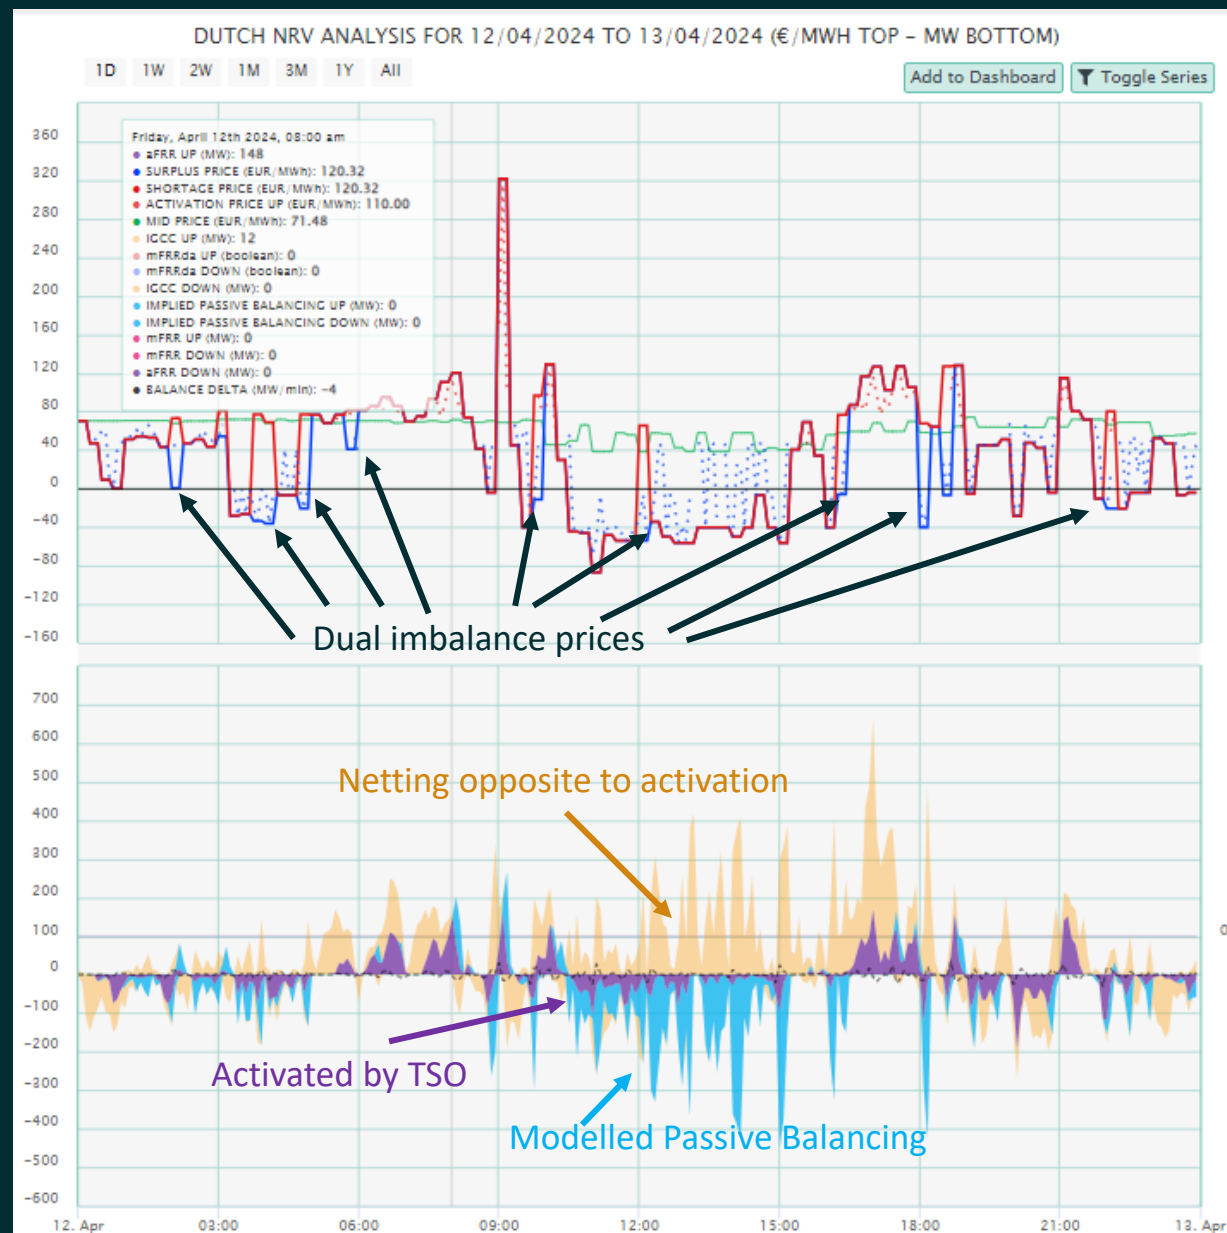 DUTCH NRV ANALYSIS FOR 12/04/2024 TO 13/04/2024 (€/MWH TOP - MW BOTTOM)
1D 1W 2W 1M 3M 1Y All
Add to Dashboard Toggle Series
360
320
280
240
200
160
120
80
40
0
-40
-80
-120
-160
Friday, April 12th 2024, 08:00 am
aFRR UP (MW): 148
SURPLUS PRICE (EUR/MWh): 120.32
SHORTAGE PRICE (EUR/MWh): 120.32
ACTIVATION PRICE UP (EUR/MWh): 110.00
MID PRICE (EUR/MWh): 71.48
IGCC UP (MW): 12
mFRRda UP (boolean): 0
mFRRda DOWN (boolean): 0
IGCC DOWN (MW): 0
IMPLIED PASSIVE BALANCING UP (MW): 0
IMPLIED PASSIVE BALANCING DOWN (MW): 0
mFRR UP (MW): 0
mFRR DOWN (MW): 0
aFRR DOWN (MW): 0
BALANCE DELTA (MW/min): -4
Dual imbalance prices
700
600
500
400
300
200
100
0
-100
-200
-300
-400
-500
-600
Netting opposite to activation
0
Activated by TSO
Modelled Passive Balancing
12. Apr 03:00 06:00 09:00 12:00 15:00 18:00 21:00 13. Apr